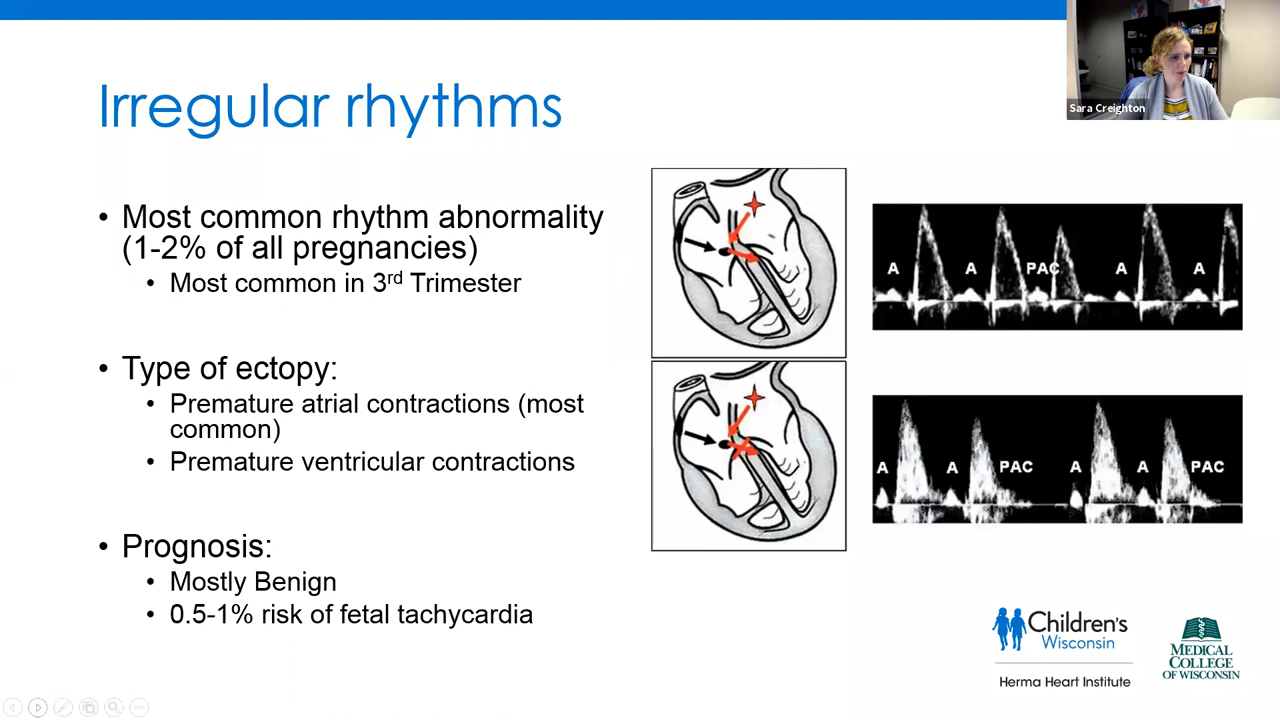 Sara Creighton
Irregular rhythms
• Most common rhythm abnormality
(1-2% of all pregnancies)
• Most common in 3rd Trimester
• Type of ectopy:
• Premature atrial contractions (most
common)
• Premature ventricular contractions
• Prognosis:
• Mostly Benign
• 0.5-1% risk of fetal tachycardia
A A PAC A A
A A PAC A A PAC
Children's
Wisconsin
Herma Heart Institute
MEDICAL
COLLEGE
OF WISCONSIN